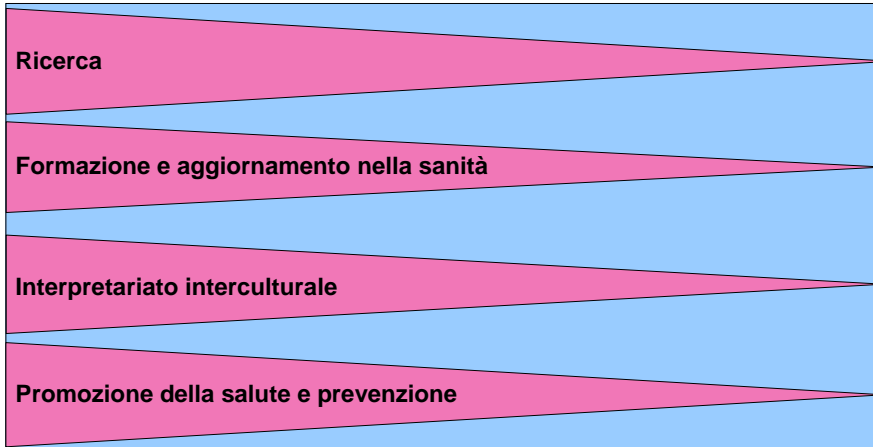 Ricerca
Formazione e aggiornamento nella sanità
Interpretariato interculturale
Promozione della salute e prevenzione